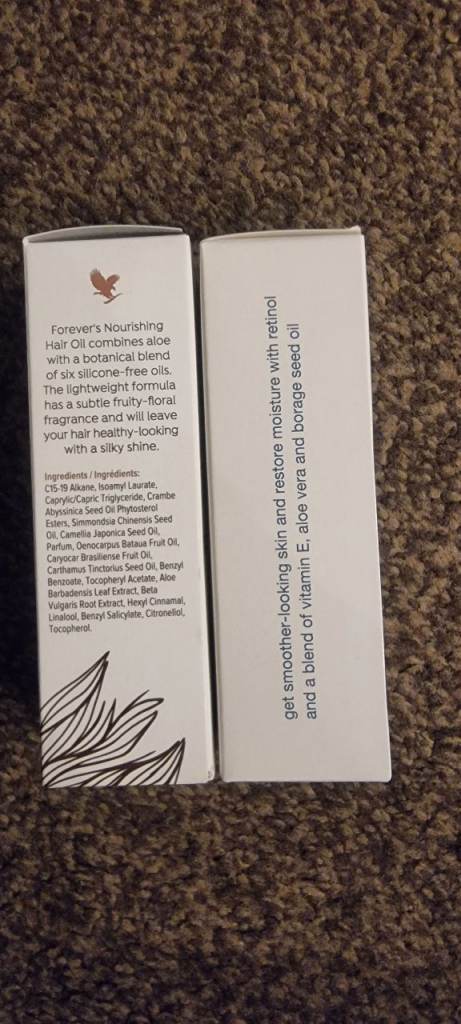 Forever's Nourishing
Hair Oil combines aloe
with a botanical blend
of six silicone-free oils.
The lightweight formula
has a subtle fruity-floral
fragrance and will leave
your hair healthy-looking
with a silky shine.
Ingredients / Ingrédients:
C15-19 Alkane, Isoamyl Laurate,
Caprylic/Capric Triglyceride, Crambe
Abyssinica Seed Oil Phytosterol
Esters, Simmondsia Chinensis Seed
Oil, Camellia Japonica Seed Oil,
Parfum, Oenocarpus Bataua Fruit Oil,
Caryocar Brasiliense Fruit Oil,
Carthamus Tinctorius Seed Oil, Benzyl
Benzoate, Tocopheryl Acetate, Aloe
Barbadensis Leaf Extract, Beta
Vulgaris Root Extract, Hexyl Cinnamal,
Linalool, Benzyl Salicylate, Citronellol,
Tocopherol.
get smoother-looking skin and restore moisture with retinol
and a blend of vitamin E, aloe vera and borage seed oil